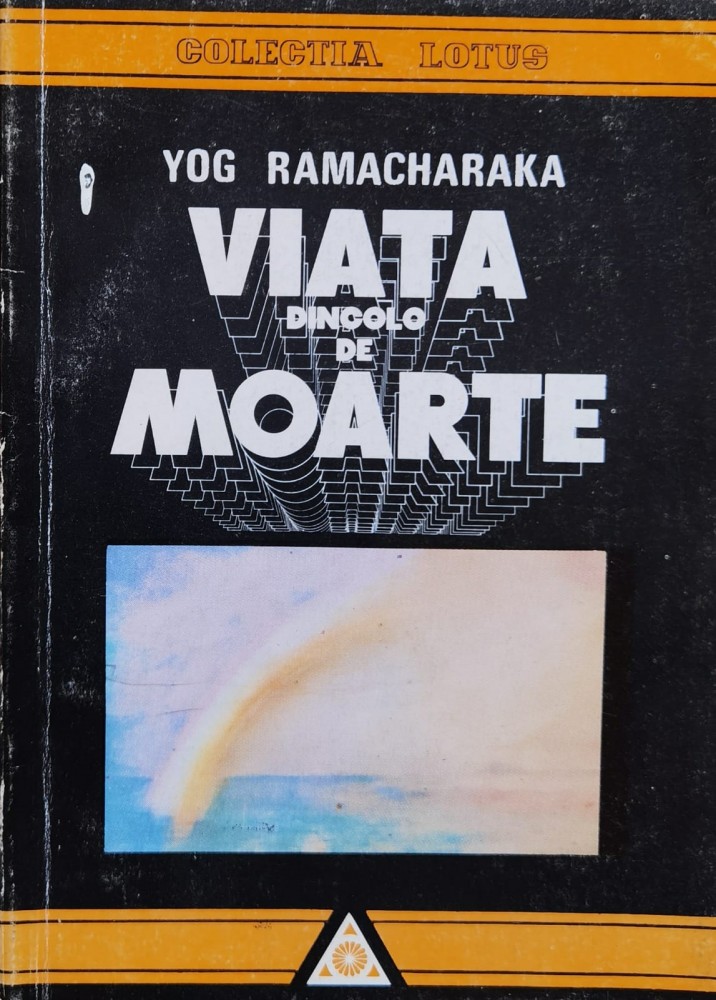 COLECTIA LOTUS
YOG RAMACHARAKA
VIATA
DINCOLO
DE
MOARTE